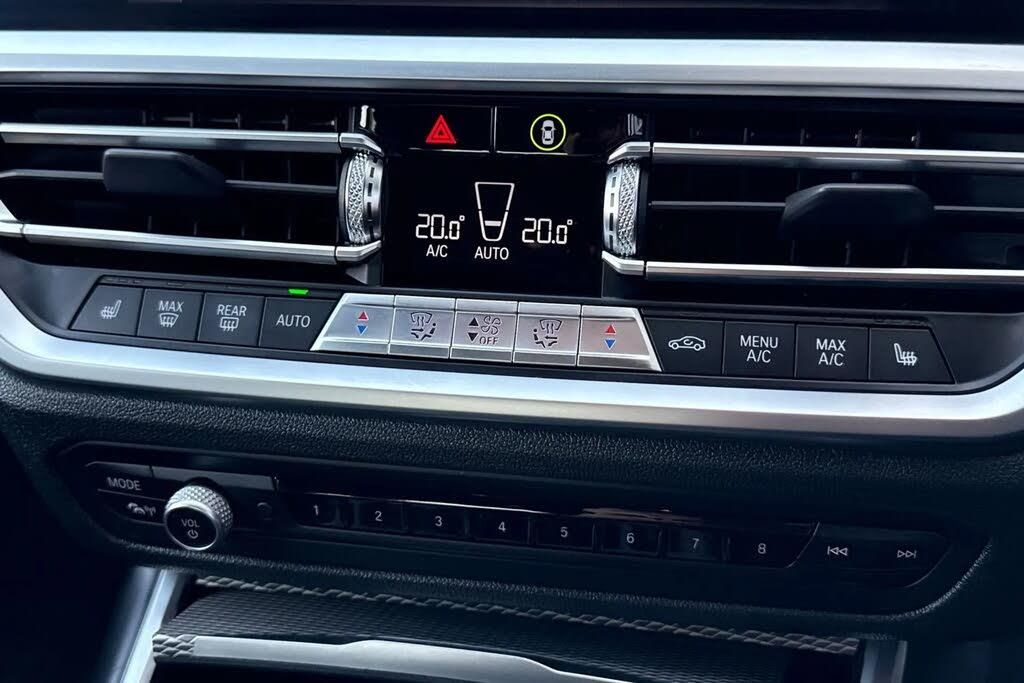 20.0°
20.0°
A/C
AUTO
MAX
REAR
AUTO
OFF
MENU
A/C
MAX
A/C
MODE
VOL
1
2
3
4
5
6
7
8